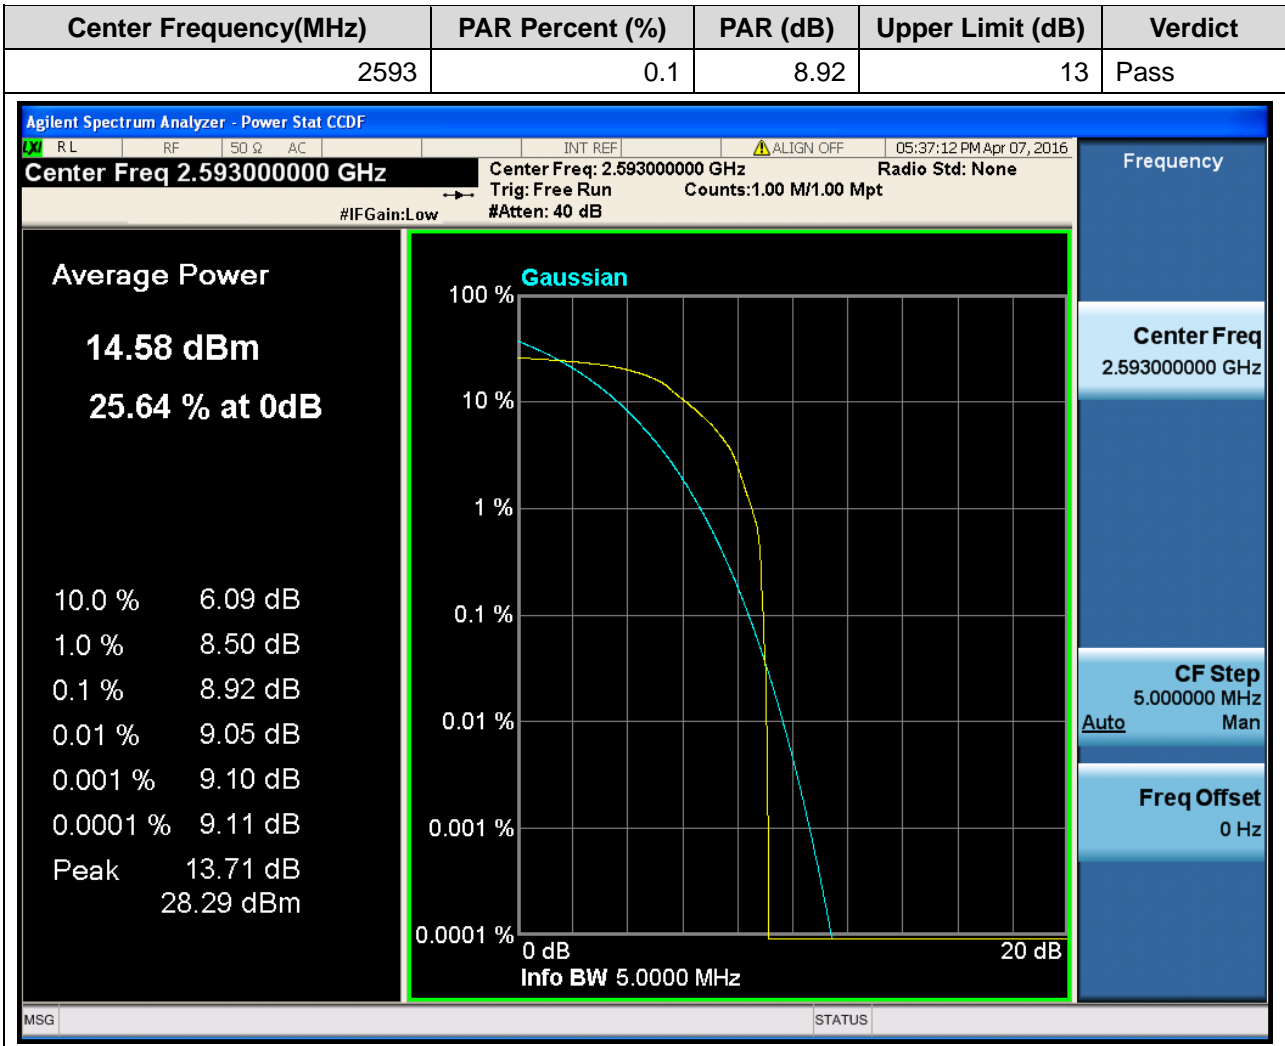 Center Frequency(MHz) PAR Percent (%) PAR (dB) Upper Limit (dB) Verdict
2593 0.1 8.92 13 Pass
Agilent Spectrum Analyzer - Power Stat CCDF
LXI RL RF 50 Ω AC INT REF ALIGN OFF 05:37:12 PM Apr 07, 2016
Center Freq 2.593000000 GHz
Center Freq: 2.593000000 GHz Radio Std: None
Trig: Free Run Counts:1.00 M/1.00 Mpt
#IFGain:Low #Atten: 40 dB
Frequency
Average Power
14.58 dBm
25.64 % at 0dB
10.0 % 6.09 dB
1.0 % 8.50 dB
0.1 % 8.92 dB
0.01 % 9.05 dB
0.001 % 9.10 dB
0.0001 % 9.11 dB
Peak 13.71 dB
28.29 dBm
Gaussian
100 %
10 %
1 %
0.1 %
0.01 %
0.001 %
0.0001 %
0 dB 20 dB
Info BW 5.0000 MHz
Center Freq
2.593000000 GHz
CF Step
5.000000 MHz
Auto Man
Freq Offset
0 Hz
MSG STATUS